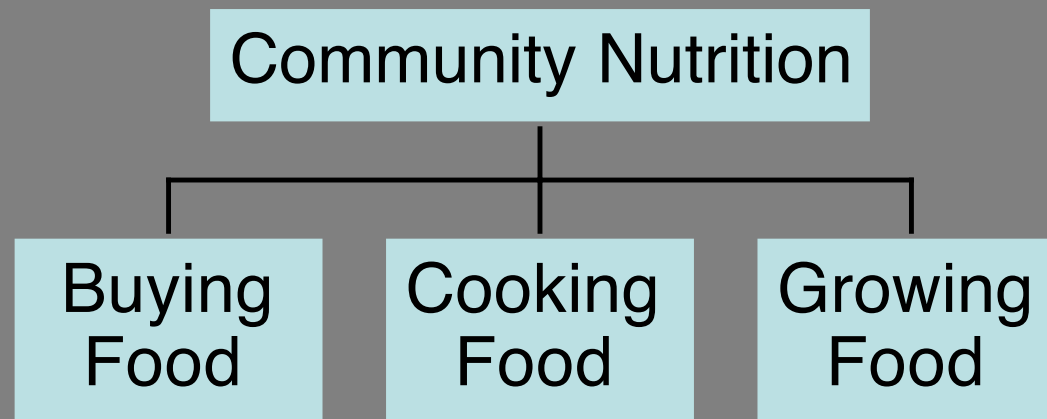 Community Nutrition
Buying
Food
Cooking
Food
Growing
Food